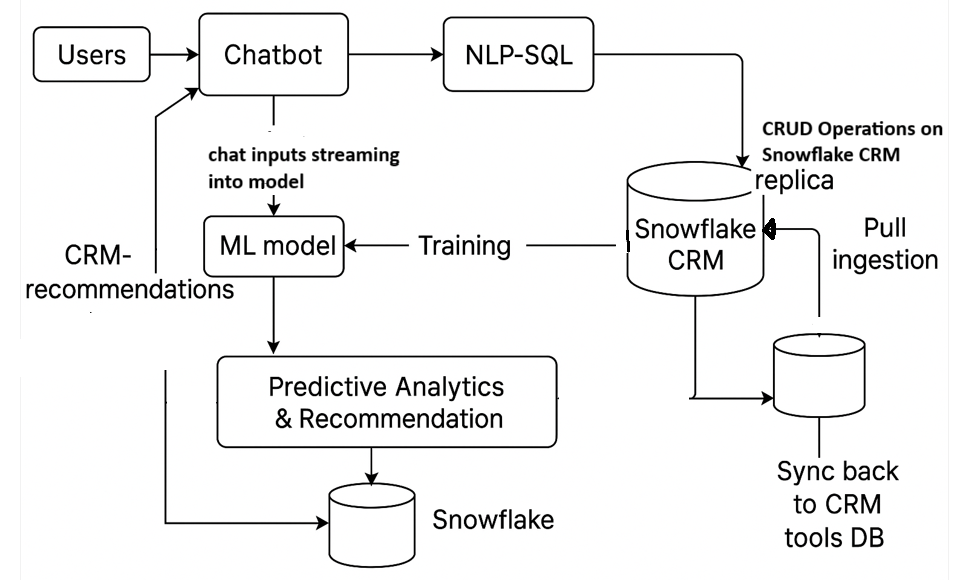 Users
Chatbot
NLP-SQL
CRUD Operations on
Snowflake CRM
replica
chat inputs streaming
into model
Snowflake
CRM
Pull
ingestion
ML model
Training
CRM-
recommendations
Predictive Analytics
& Recommendation
Sync back
to CRM
tools DB
Snowflake